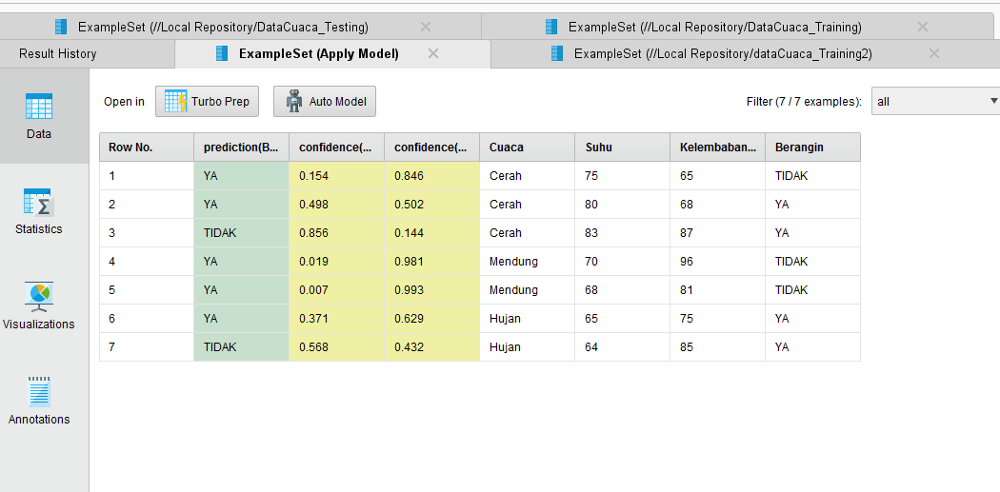 ExampleSet (//Local Repository/DataCuaca_Testing) ExampleSet (//Local Repository/DataCuaca_Training)
Result History ExampleSet (Apply Model) ExampleSet (//Local Repository/dataCuaca_Training2)
Open in Turbo Prep Auto Model Filter (7 / 7 examples): all
Data
Statistics
Visualizations
Annotations
Row No. prediction(B... confidence(... confidence(... Cuaca Suhu Kelembaban... Berangin
1 YA 0.154 0.846 Cerah 75 65 TIDAK
2 YA 0.498 0.502 Cerah 80 68 YA
3 TIDAK 0.856 0.144 Cerah 83 87 YA
4 YA 0.019 0.981 Mendung 70 96 TIDAK
5 YA 0.007 0.993 Mendung 68 81 TIDAK
6 YA 0.371 0.629 Hujan 65 75 YA
7 TIDAK 0.568 0.432 Hujan 64 85 YA